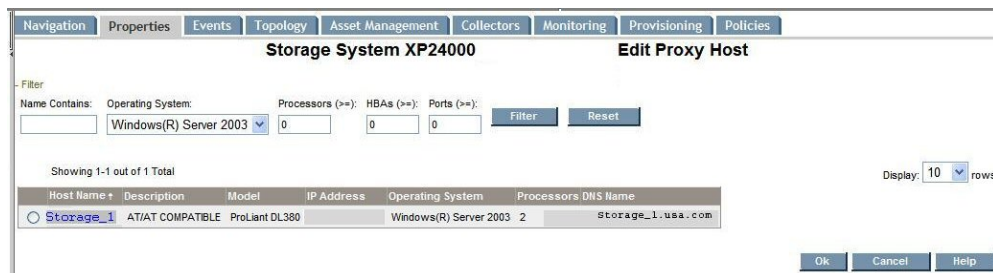 Navigation Properties Events Topology Asset Management Collectors Monitoring Provisioning Policies
Storage System XP24000 Edit Proxy Host
- Filter
Name Contains: Operating System: Processors (>=): HBAs (>=): Ports (>=):
Windows(R) Server 2003 0 0 0 Filter Reset
Showing 1-1 out of 1 Total
Display: 10 rows
Host Name ↑ Description Model IP Address Operating System Processors DNS Name
Storage_1 AT/AT COMPATIBLE ProLiant DL380 Windows(R) Server 2003 2 Storage_1.usa.com
Ok Cancel Help